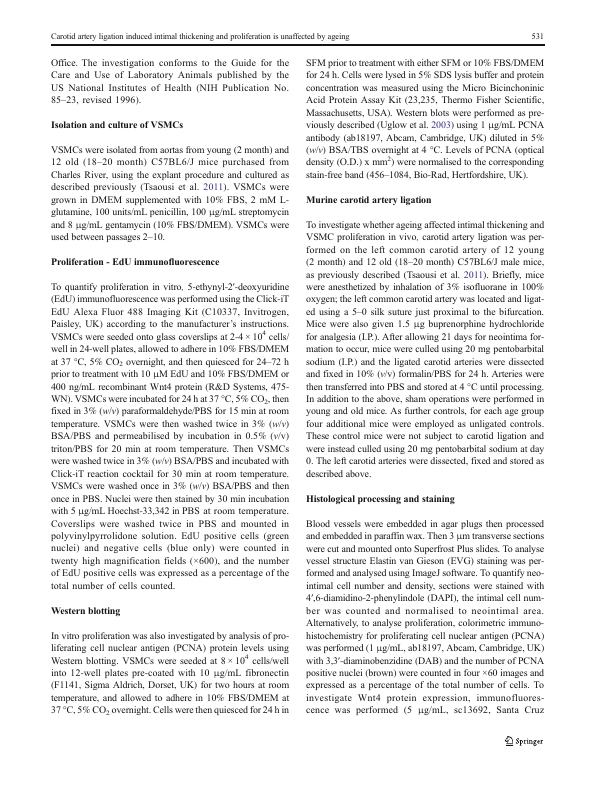 Carotid artery ligation induced intimal thickening and proliferation is unaffected by ageing
531
Office. The investigation conforms to the Guide for the
Care and Use of Laboratory Animals published by the
US National Institutes of Health (NIH Publication No.
85–23, revised 1996).
Isolation and culture of VSMCs
VSMCs were isolated from aortas from young (2 month) and
12 old (18–20 month) C57BL6/J mice purchased from
Charles River, using the explant procedure and cultured as
described previously (Tsaousi et al. 2011). VSMCs were
grown in DMEM supplemented with 10% FBS, 2 mM L-
glutamine, 100 units/mL penicillin, 100 μg/mL streptomycin
and 8 μg/mL gentamycin (10% FBS/DMEM). VSMCs were
used between passages 2–10.
Proliferation - EdU immunofluorescence
To quantify proliferation in vitro, 5-ethynyl-2′-deoxyuridine
(EdU) immunofluorescence was performed using the Click-iT
EdU Alexa Fluor 488 Imaging Kit (C10337, Invitrogen,
Paisley, UK) according to the manufacturer's instructions.
VSMCs were seeded onto glass coverslips at 2-4 × 10⁴ cells/
well in 24-well plates, allowed to adhere in 10% FBS/DMEM
at 37 °C, 5% CO₂ overnight, and then quiesced for 24–72 h
prior to treatment with 10 μM EdU and 10% FBS/DMEM or
400 ng/mL recombinant Wnt4 protein (R&D Systems, 475-
WN). VSMCs were incubated for 24 h at 37 °C, 5% CO₂, then
fixed in 3% (w/v) paraformaldehyde/PBS for 15 min at room
temperature. VSMCs were then washed twice in 3% (w/v)
BSA/PBS and permeabilised by incubation in 0.5% (v/v)
triton/PBS for 20 min at room temperature. Then VSMCs
were washed twice in 3% (w/v) BSA/PBS and incubated with
Click-iT reaction cocktail for 30 min at room temperature.
VSMCs were washed once in 3% (w/v) BSA/PBS and then
once in PBS. Nuclei were then stained by 30 min incubation
with 5 μg/mL Hoechst-33,342 in PBS at room temperature.
Coverslips were washed twice in PBS and mounted in
polyvinylpyrrolidone solution. EdU positive cells (green
nuclei) and negative cells (blue only) were counted in
twenty high magnification fields (×600), and the number
of EdU positive cells was expressed as a percentage of the
total number of cells counted.
Western blotting
In vitro proliferation was also investigated by analysis of pro-
liferating cell nuclear antigen (PCNA) protein levels using
Western blotting. VSMCs were seeded at 8 × 10⁴ cells/well
into 12-well plates pre-coated with 10 μg/mL fibronectin
(F1141, Sigma Aldrich, Dorset, UK) for two hours at room
temperature, and allowed to adhere in 10% FBS/DMEM at
37 °C, 5% CO₂ overnight. Cells were then quiesced for 24 h in
SFM prior to treatment with either SFM or 10% FBS/DMEM
for 24 h. Cells were lysed in 5% SDS lysis buffer and protein
concentration was measured using the Micro Bicinchoninic
Acid Protein Assay Kit (23,235, Thermo Fisher Scientific,
Massachusetts, USA). Western blots were performed as pre-
viously described (Uglow et al. 2003) using 1 μg/mL PCNA
antibody (ab18197, Abcam, Cambridge, UK) diluted in 5%
(w/v) BSA/TBS overnight at 4 °C. Levels of PCNA (optical
density (O.D.) x mm²) were normalised to the corresponding
stain-free band (456–1084, Bio-Rad, Hertfordshire, UK).
Murine carotid artery ligation
To investigate whether ageing affected intimal thickening and
VSMC proliferation in vivo, carotid artery ligation was per-
formed on the left common carotid artery of 12 young
(2 month) and 12 old (18–20 month) C57BL6/J male mice,
as previously described (Tsaousi et al. 2011). Briefly, mice
were anesthetized by inhalation of 3% isoflurane in 100%
oxygen; the left common carotid artery was located and ligat-
ed using a 5–0 silk suture just proximal to the bifurcation.
Mice were also given 1.5 μg buprenorphine hydrochloride
for analgesia (I.P.). After allowing 21 days for neointima for-
mation to occur, mice were culled using 20 mg pentobarbital
sodium (I.P.) and the ligated carotid arteries were dissected
and fixed in 10% (v/v) formalin/PBS for 24 h. Arteries were
then transferred into PBS and stored at 4 °C until processing.
In addition to the above, sham operations were performed in
young and old mice. As further controls, for each age group
four additional mice were employed as unligated controls.
These control mice were not subject to carotid ligation and
were instead culled using 20 mg pentobarbital sodium at day
0. The left carotid arteries were dissected, fixed and stored as
described above.
Histological processing and staining
Blood vessels were embedded in agar plugs then processed
and embedded in paraffin wax. Then 3 μm transverse sections
were cut and mounted onto Superfrost Plus slides. To analyse
vessel structure Elastin van Gieson (EVG) staining was per-
formed and analysed using ImageJ software. To quantify neo-
intimal cell number and density, sections were stained with
4′,6-diamidino-2-phenylindole (DAPI), the intimal cell num-
ber was counted and normalised to neointimal area.
Alternatively, to analyse proliferation, colorimetric immuno-
histochemistry for proliferating cell nuclear antigen (PCNA)
was performed (1 μg/mL, ab18197, Abcam, Cambridge, UK)
with 3,3′-diaminobenzidine (DAB) and the number of PCNA
positive nuclei (brown) were counted in four ×60 images and
expressed as a percentage of the total number of cells. To
investigate Wnt4 protein expression, immunofluores-
cence was performed (5 μg/mL, sc13692, Santa Cruz
Springer